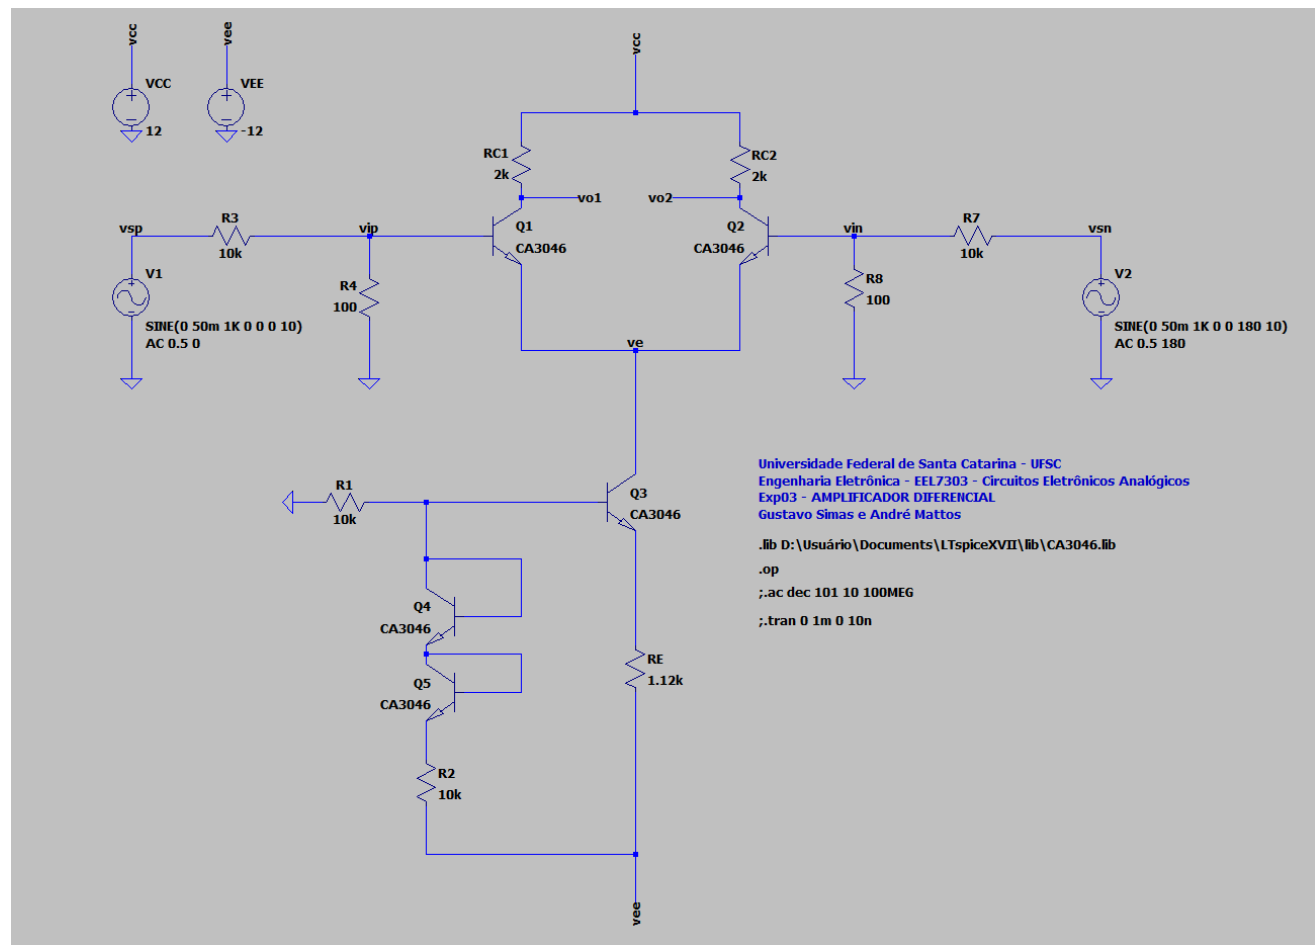 vcc
vee
VCC
12
VEE
-12
vcc
RC1
2k
RC2
2k
vo1
vo2
vsp
R3
10k
vip
Q1
CA3046
Q2
CA3046
vin
R7
10k
vsn
V1
SINE(0 50m 1K 0 0 0 10)
AC 0.5 0
R4
100
R8
100
V2
SINE(0 50m 1K 0 0 180 10)
AC 0.5 180
ve
R1
10k
Q3
CA3046
Universidade Federal de Santa Catarina - UFSC
Engenharia Eletrônica - EEL7303 - Circuitos Eletrônicos Analógicos
Exp03 - AMPLIFICADOR DIFERENCIAL
Gustavo Simas e André Mattos
.lib D:\Usuário\Documents\LTspiceXVII\lib\CA3046.lib
.op
;.ac dec 101 10 100MEG
;.tran 0 1m 0 10n
Q4
CA3046
Q5
CA3046
RE
1.12k
R2
10k
vee